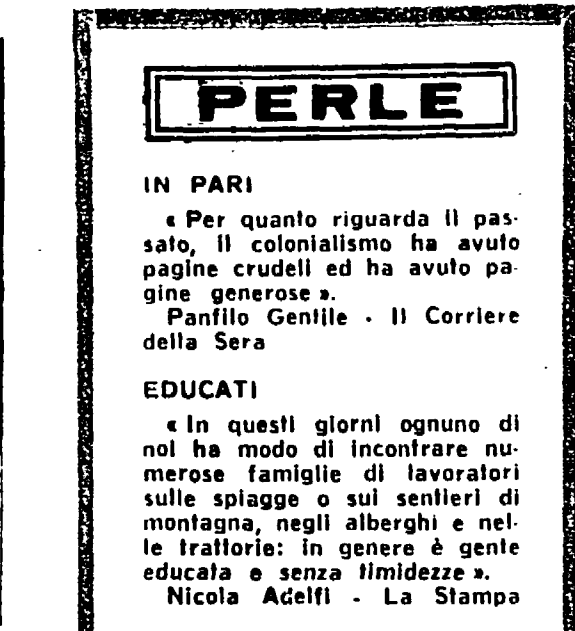 PERLE
IN PARI
« Per quanto riguarda il pas-
sato, il colonialismo ha avuto
pagine crudeli ed ha avuto pa-
gine generose ».
Panfilo Gentile - Il Corriere
della Sera
EDUCATI
« In questi giorni ognuno di
noi ha modo di incontrare nu-
merose famiglie di lavoratori
sulle spiagge o sui sentieri di
montagna, negli alberghi e nel-
le trattorie: in genere è gente
educata e senza timidezze ».
Nicola Adelfi - La Stampa